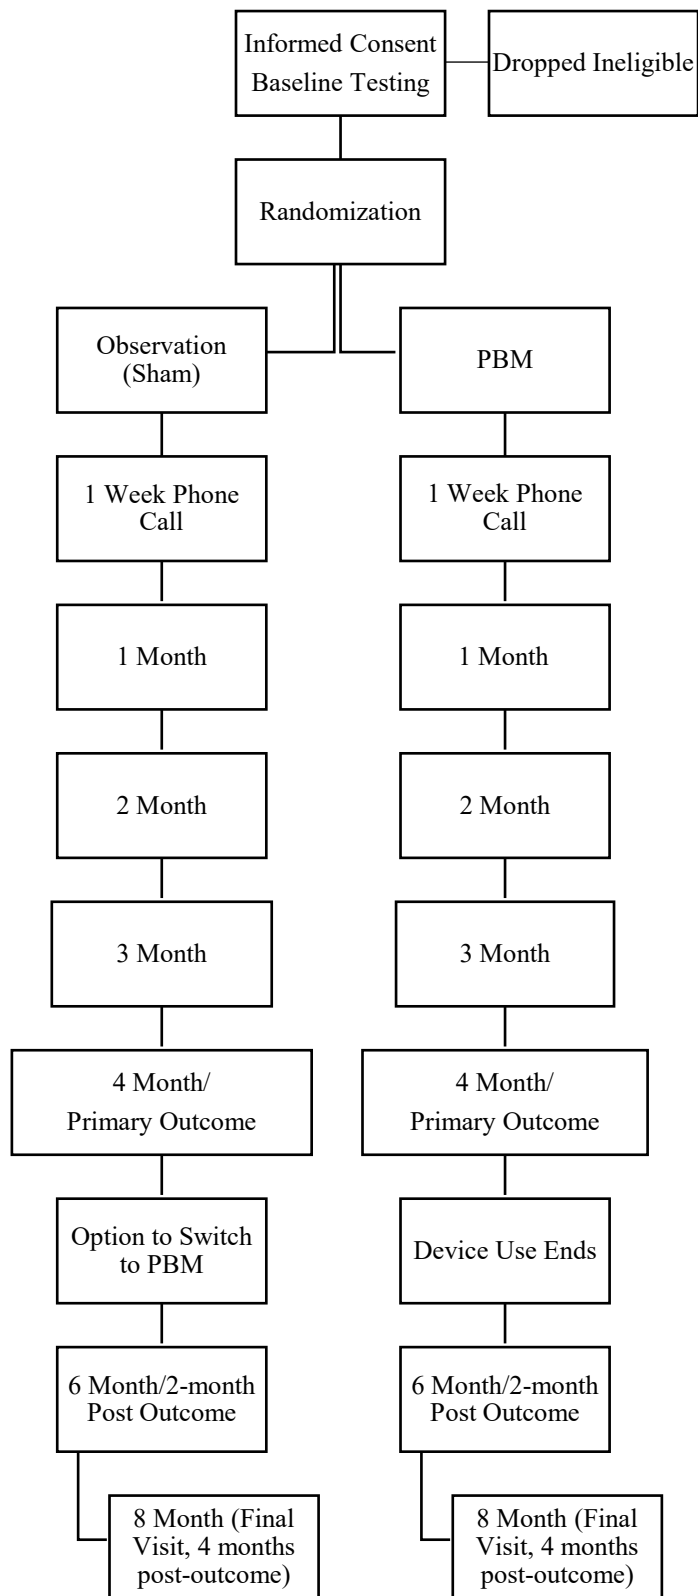 Informed Consent
Baseline Testing
Dropped Ineligible
Randomization
Observation
(Sham)
PBM
1 Week Phone
Call
1 Week Phone
Call
1 Month
1 Month
2 Month
2 Month
3 Month
3 Month
4 Month/
Primary Outcome
4 Month/
Primary Outcome
Option to Switch
to PBM
Device Use Ends
6 Month/2-month
Post Outcome
6 Month/2-month
Post Outcome
8 Month (Final
Visit, 4 months
post-outcome)
8 Month (Final
Visit, 4 months
post-outcome)